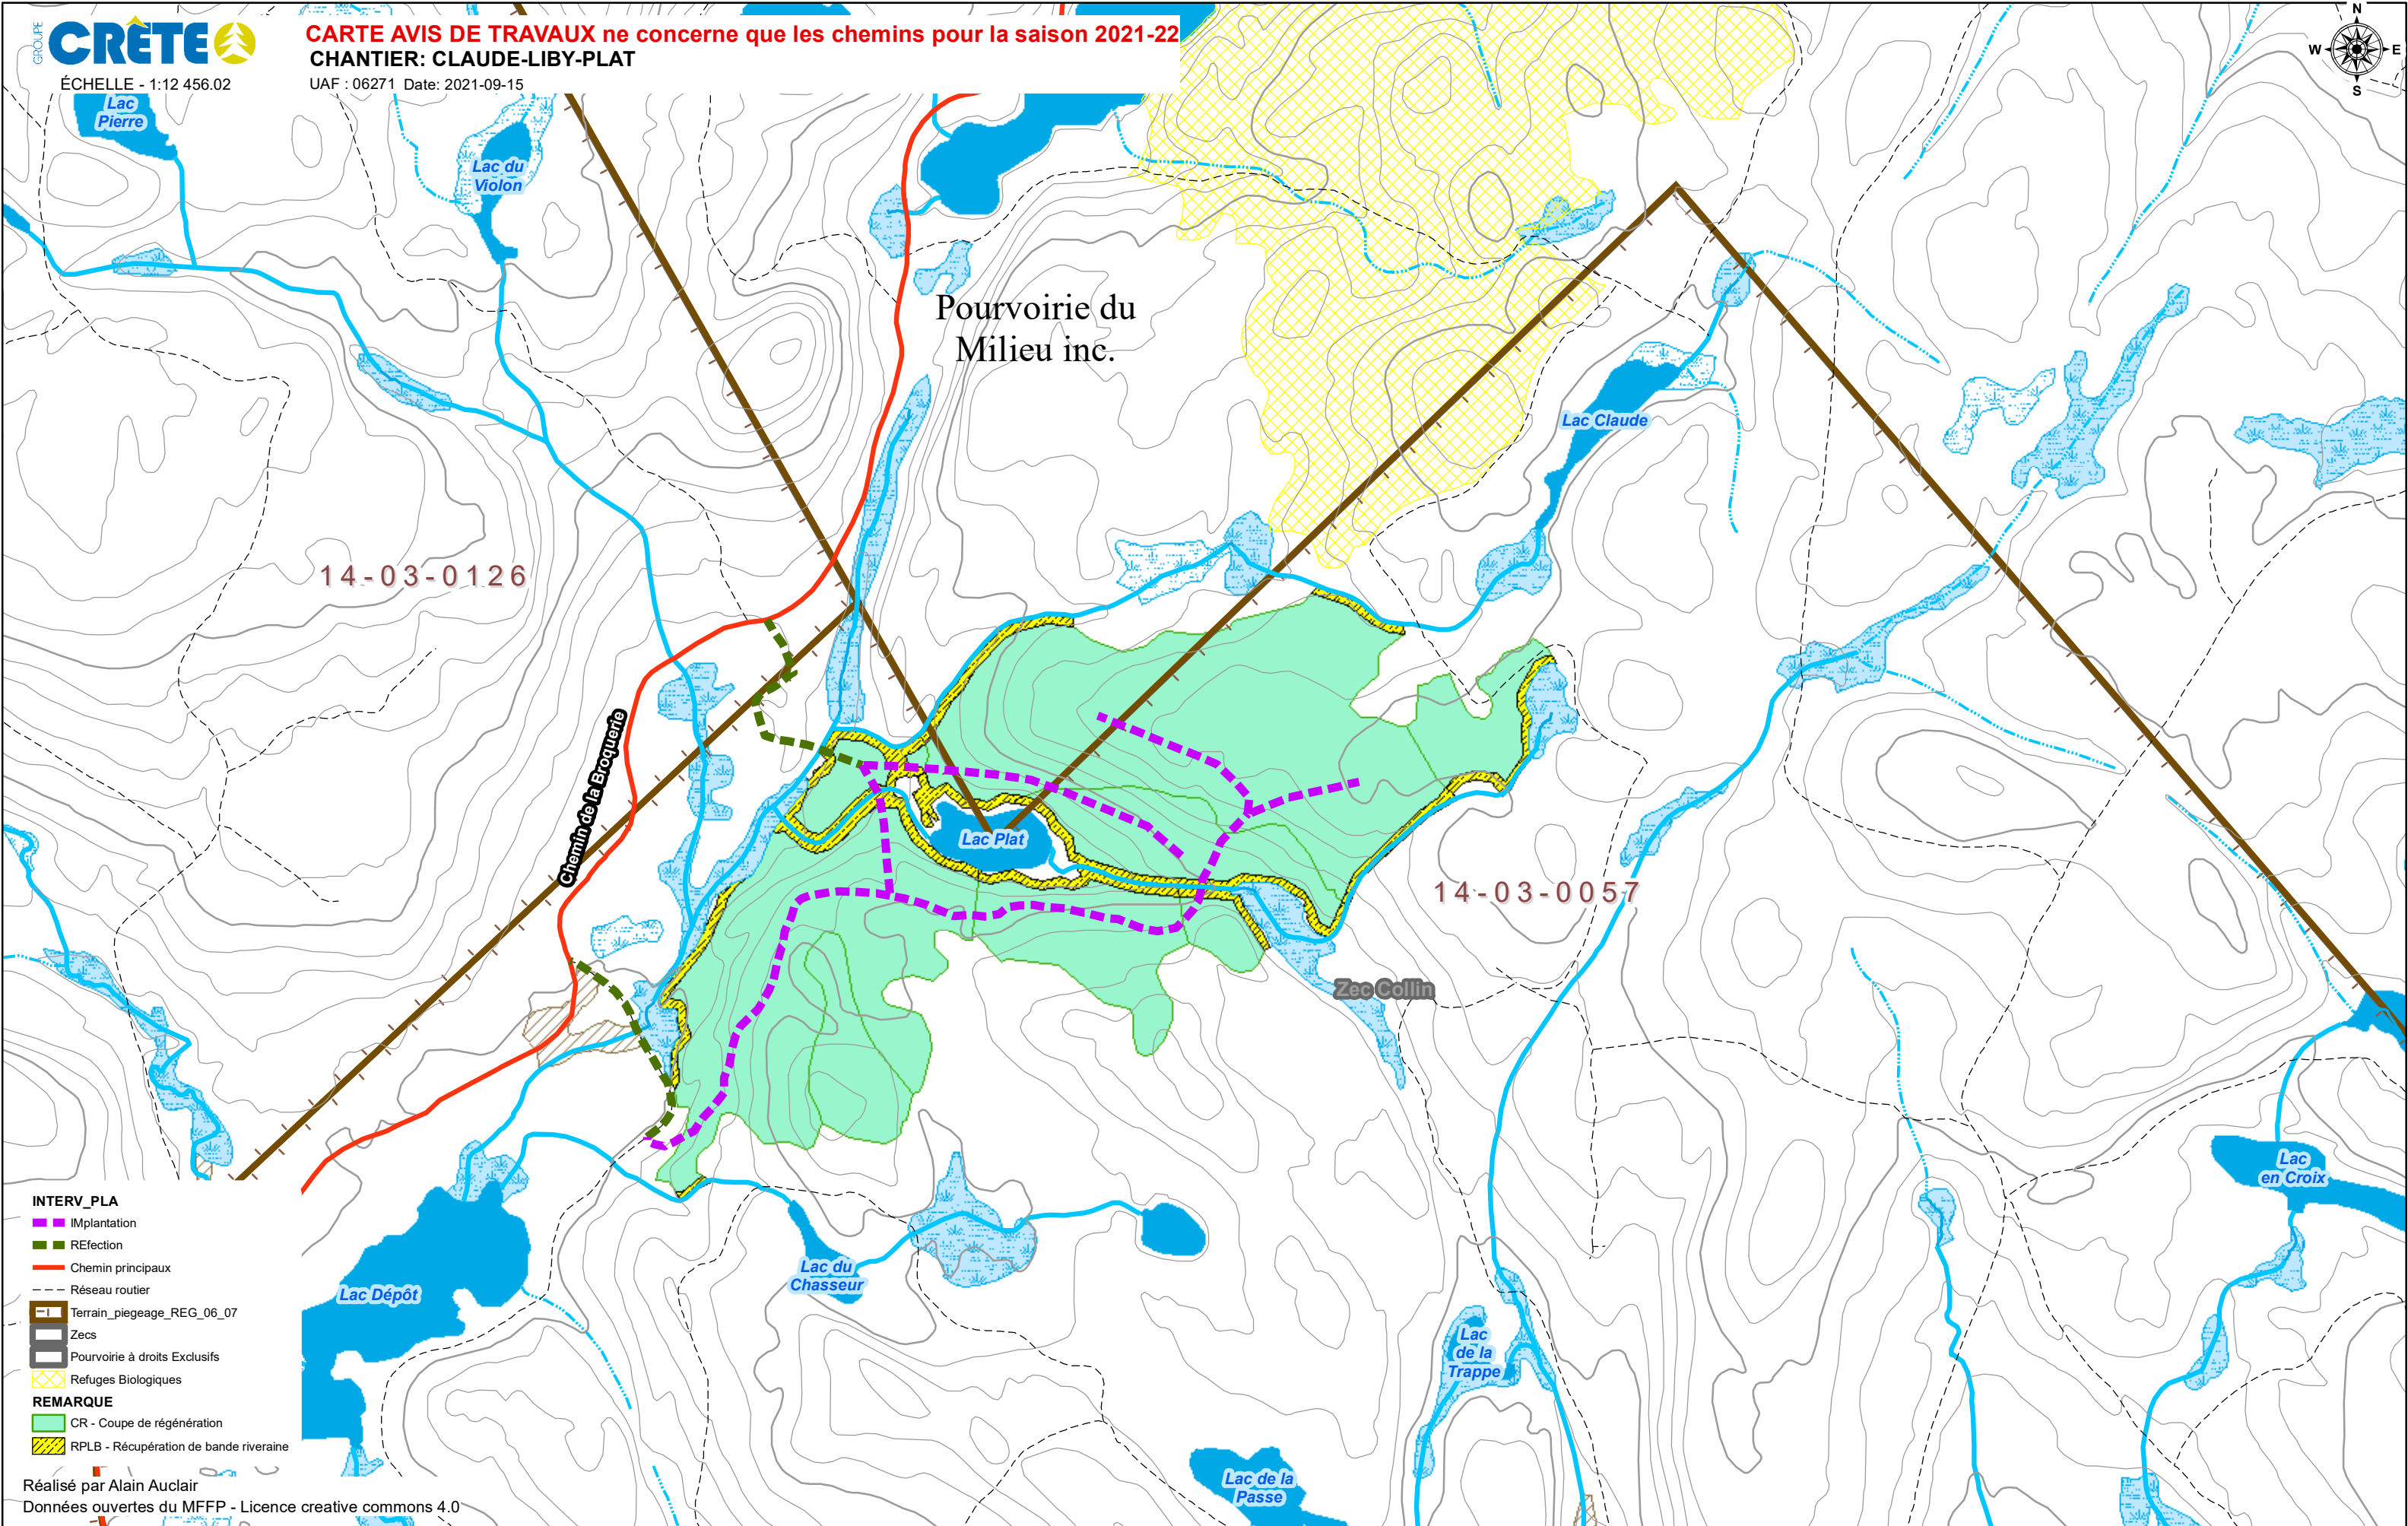 GROUPE
CRÊTE
ÉCHELLE - 1:12 456.02
CARTE AVIS DE TRAVAUX ne concerne que les chemins pour la saison 2021-22
CHANTIER: CLAUDE-LIBY-PLAT
UAF : 06271 Date: 2021-09-15
N
W
E
S
Lac
Pierre
Lac du
Violon
Pourvoirie du
Milieu inc.
Lac Claude
14-03-0126
Chemin de la Broquerie
Lac Plat
14-03-0057
Zec Collin
Lac
en Croix
Lac du
Chasseur
Lac Dépôt
Lac
de la
Trappe
Lac de la
Passe
INTERV_PLA
IMplantation
REfection
Chemin principaux
Réseau routier
Terrain_piegeage_REG_06_07
Zecs
Pourvoirie à droits Exclusifs
Refuges Biologiques
REMARQUE
CR - Coupe de régénération
RPLB - Récupération de bande riveraine
Réalisé par Alain Auclair
Données ouvertes du MFFP - Licence creative commons 4.0